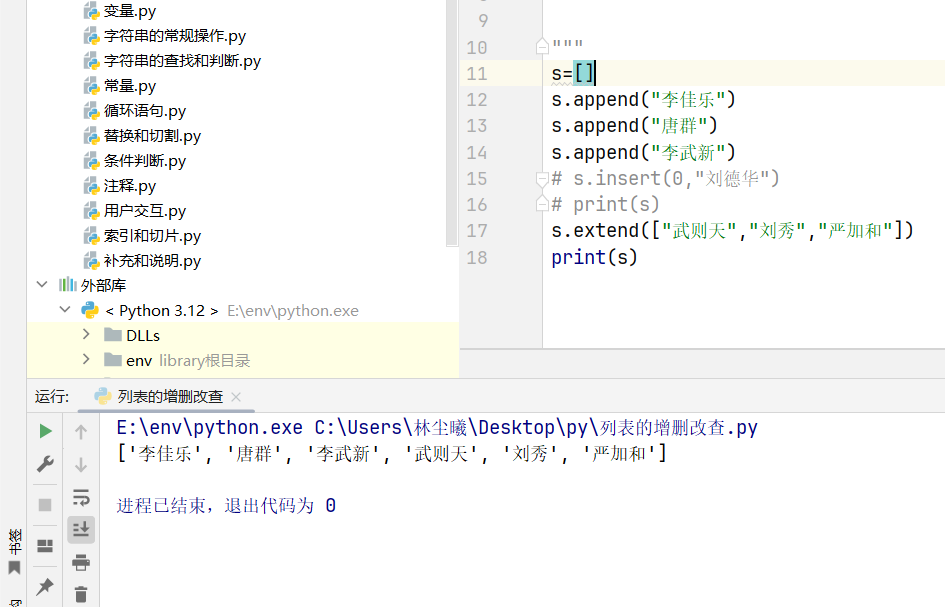 变量.py
字符串的常规操作.py
字符串的查找和判断.py
常量.py
循环语句.py
替换和切割.py
条件判断.py
注释.py
用户交互.py
索引和切片.py
补充和说明.py
外部库
< Python 3.12 > E:\env\python.exe
DLLs
env library根目录
9
10 """
11 s=[]
12 s.append("李佳乐")
13 s.append("唐群")
14 s.append("李武新")
15 # s.insert(0,"刘德华")
16 # print(s)
17 s.extend(["武则天","刘秀","严加和"])
18 print(s)
运行: 列表的增删改查
E:\env\python.exe C:\Users\林尘曦\Desktop\py\列表的增删改查.py
['李佳乐', '唐群', '李武新', '武则天', '刘秀', '严加和']
进程已结束，退出代码为 0
书签